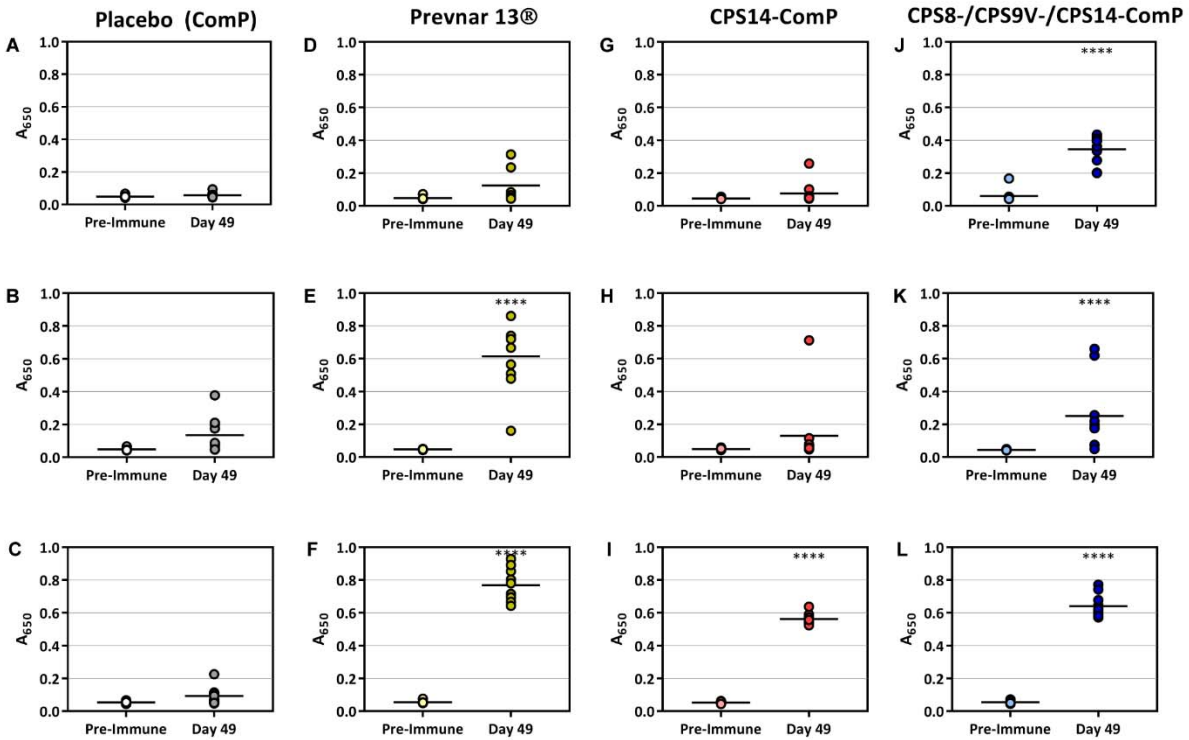 Placebo (ComP)
Prevnar 13®
CPS14-ComP
CPS8-/CPS9V-/CPS14-ComP
A
1.0
0.8
0.6
0.4
0.2
0.0
A650
Pre-Immune Day 49
D
1.0
0.8
0.6
0.4
0.2
0.0
A650
Pre-Immune Day 49
G
1.0
0.8
0.6
0.4
0.2
0.0
A650
Pre-Immune Day 49
J
****
1.0
0.8
0.6
0.4
0.2
0.0
A650
Pre-Immune Day 49
B
1.0
0.8
0.6
0.4
0.2
0.0
A650
Pre-Immune Day 49
E
****
1.0
0.8
0.6
0.4
0.2
0.0
A650
Pre-Immune Day 49
H
1.0
0.8
0.6
0.4
0.2
0.0
A650
Pre-Immune Day 49
K
****
1.0
0.8
0.6
0.4
0.2
0.0
A650
Pre-Immune Day 49
C
1.0
0.8
0.6
0.4
0.2
0.0
A650
Pre-Immune Day 49
F
****
1.0
0.8
0.6
0.4
0.2
0.0
A650
Pre-Immune Day 49
I
****
1.0
0.8
0.6
0.4
0.2
0.0
A650
Pre-Immune Day 49
L
****
1.0
0.8
0.6
0.4
0.2
0.0
A650
Pre-Immune Day 49